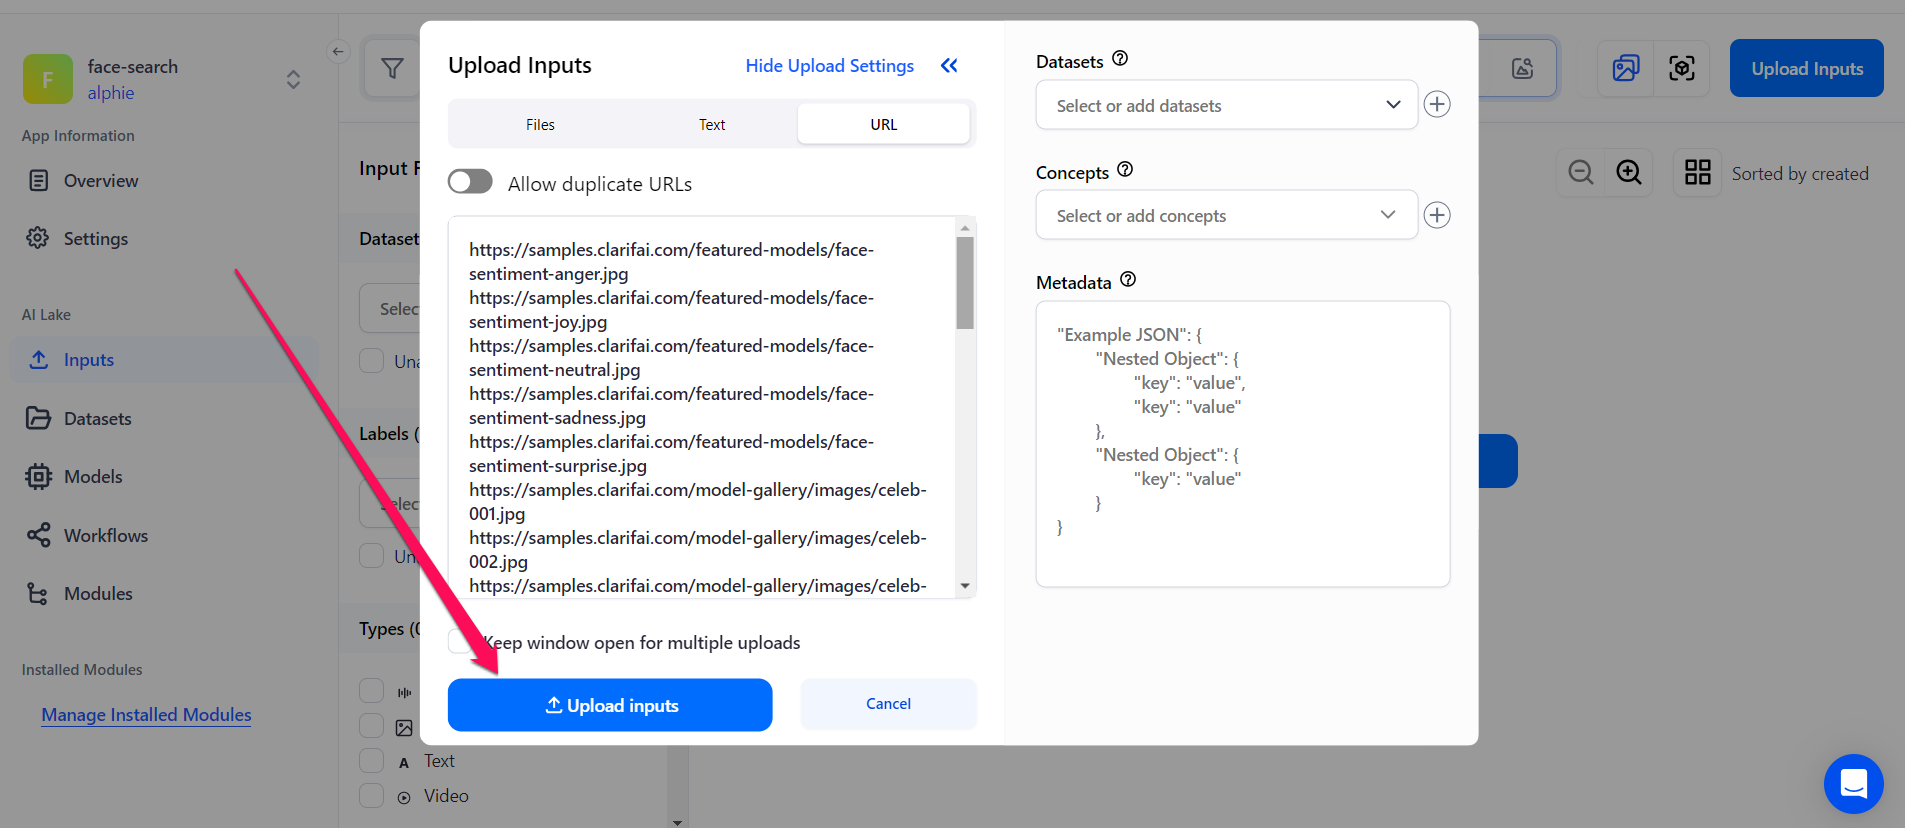 F
face-search
alphie
App Information
Overview
Settings
AI Lake
Inputs
Datasets
Models
Workflows
Modules
Installed Modules
Manage Installed Modules
Input F
Dataset
Selec
Una
Labels (
Selec
Un
Types (0
A Text
Video
Upload Inputs
Hide Upload Settings
Files Text URL
Allow duplicate URLs
https://samples.clarifai.com/featured-models/face-
sentiment-anger.jpg
https://samples.clarifai.com/featured-models/face-
sentiment-joy.jpg
https://samples.clarifai.com/featured-models/face-
sentiment-neutral.jpg
https://samples.clarifai.com/featured-models/face-
sentiment-sadness.jpg
https://samples.clarifai.com/featured-models/face-
sentiment-surprise.jpg
https://samples.clarifai.com/model-gallery/images/celeb-
001.jpg
https://samples.clarifai.com/model-gallery/images/celeb-
002.jpg
https://samples.clarifai.com/model-gallery/images/celeb-
Keep window open for multiple uploads
Upload inputs
Cancel
Datasets
Select or add datasets
Concepts
Select or add concepts
Metadata
"Example JSON": {
"Nested Object": {
"key": "value",
"key": "value"
},
"Nested Object": {
"key": "value"
}
}
Upload Inputs
Sorted by created